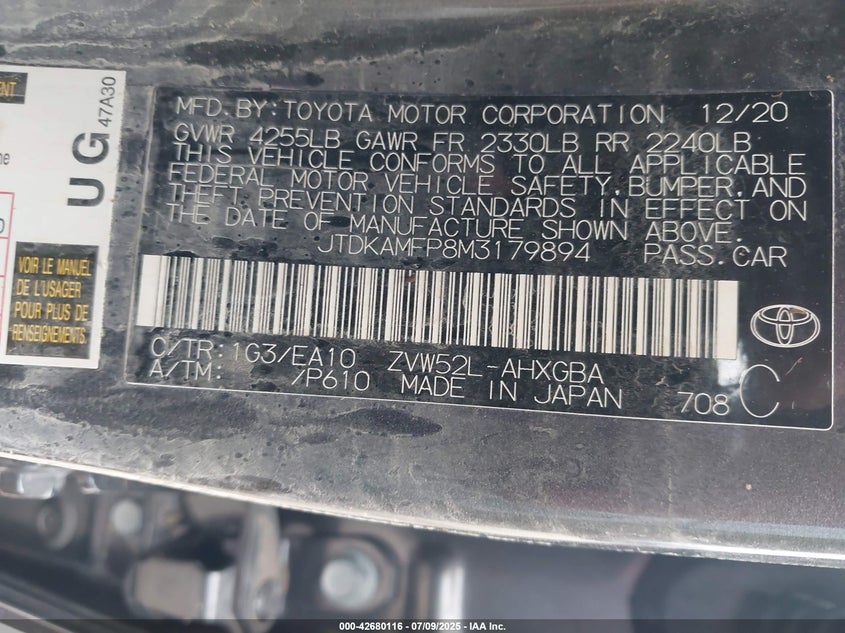 MFD.BY:TOYOTA MOTOR CORPORATION 12/20
GVWR 4255LB GAWR FR 2330LB RR 2240LB
THIS VEHICLE CONFORMS TO ALL APPLICABLE
FEDERAL MOTOR VEHICLE SAFETY,BUMPER,AND
THEFT PREVENTION STANDARDS IN EFFECT ON
THE DATE OF MANUFACTURE SHOWN ABOVE.
JTDKAMFP8M3179894 PASS.CAR
C/TR:1G3/EA10 ZVW52L-AHXGBA
A/TM: /P610 MADE IN JAPAN 708 C
UG
47A30
VOIR LE MANUEL
DE L'USAGER
POUR PLUS DE
RENSEIGNEMENTS
000-42680116 - 07/09/2025 - IAA Inc.